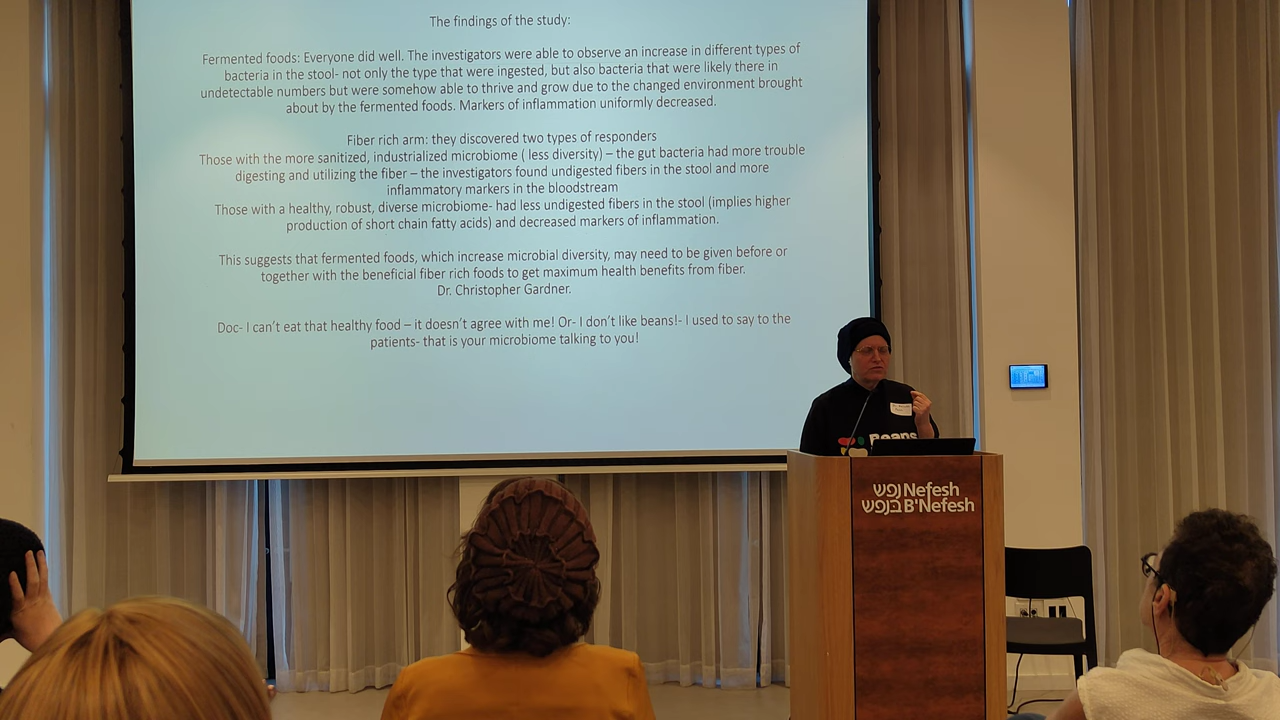 The findings of the study:
Fermented foods: Everyone did well. The investigators were able to observe an increase in different types of
bacteria in the stool- not only the type that were ingested, but also bacteria that were likely there in
undetectable numbers but were somehow able to thrive and grow due to the changed environment brought
about by the fermented foods. Markers of inflammation uniformly decreased.
Fiber rich arm: they discovered two types of responders
Those with the more sanitized, industrialized microbiome ( less diversity) – the gut bacteria had more trouble
digesting and utilizing the fiber – the investigators found undigested fibers in the stool and more
inflammatory markers in the bloodstream
Those with a healthy, robust, diverse microbiome- had less undigested fibers in the stool (implies higher
production of short chain fatty acids) and decreased markers of inflammation.
This suggests that fermented foods, which increase microbial diversity, may need to be given before or
together with the beneficial fiber rich foods to get maximum health benefits from fiber.
Dr. Christopher Gardner.
Doc- I can't eat that healthy food – it doesn't agree with me! Or- I don't like beans!- I used to say to the
patients- that is your microbiome talking to you!
Beans
נפש Nefesh
בנפש B'Nefesh